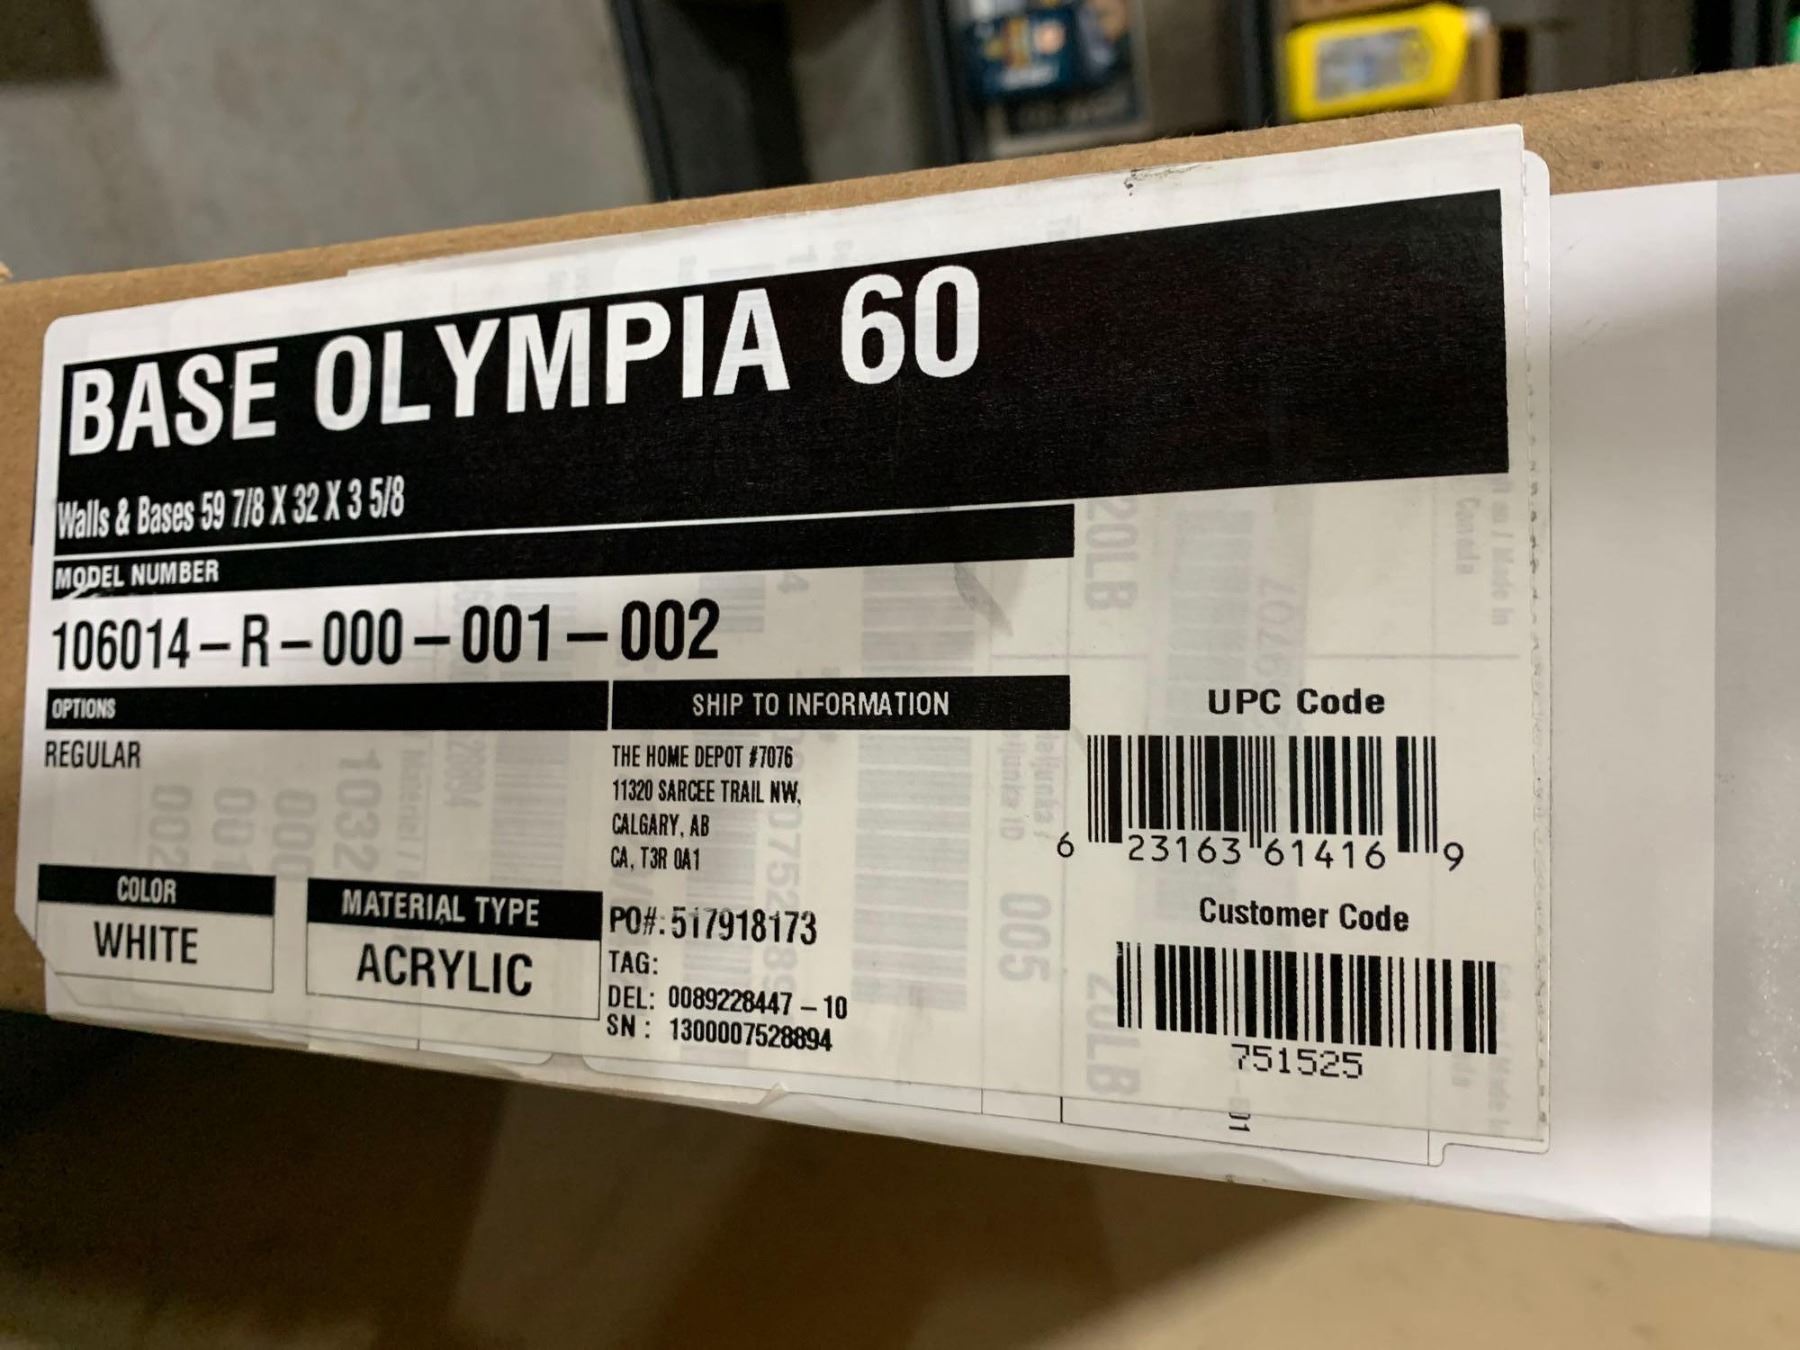 BASE OLYMPIA 60
Walls & Bases 59 7/8 X 32 X 3 5/8
MODEL NUMBER
106014-R-000-001-002
OPTIONS
REGULAR
SHIP TO INFORMATION
THE HOME DEPOT #7076
11320 SARCEE TRAIL NW,
CALGARY, AB
CA, T3R 0A1
COLOR
WHITE
MATERIAL TYPE
ACRYLIC
PO#: 517918173
TAG:
DEL: 0089228447 - 10
SN : 1300007528894
UPC Code
6 23163 61416 9
Customer Code
751525